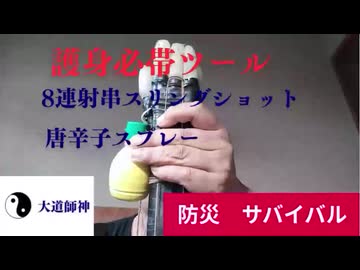 護身必帯ツール
8連射串スリングショット
唐辛子スプレー
大道師神
防災 サバイバル